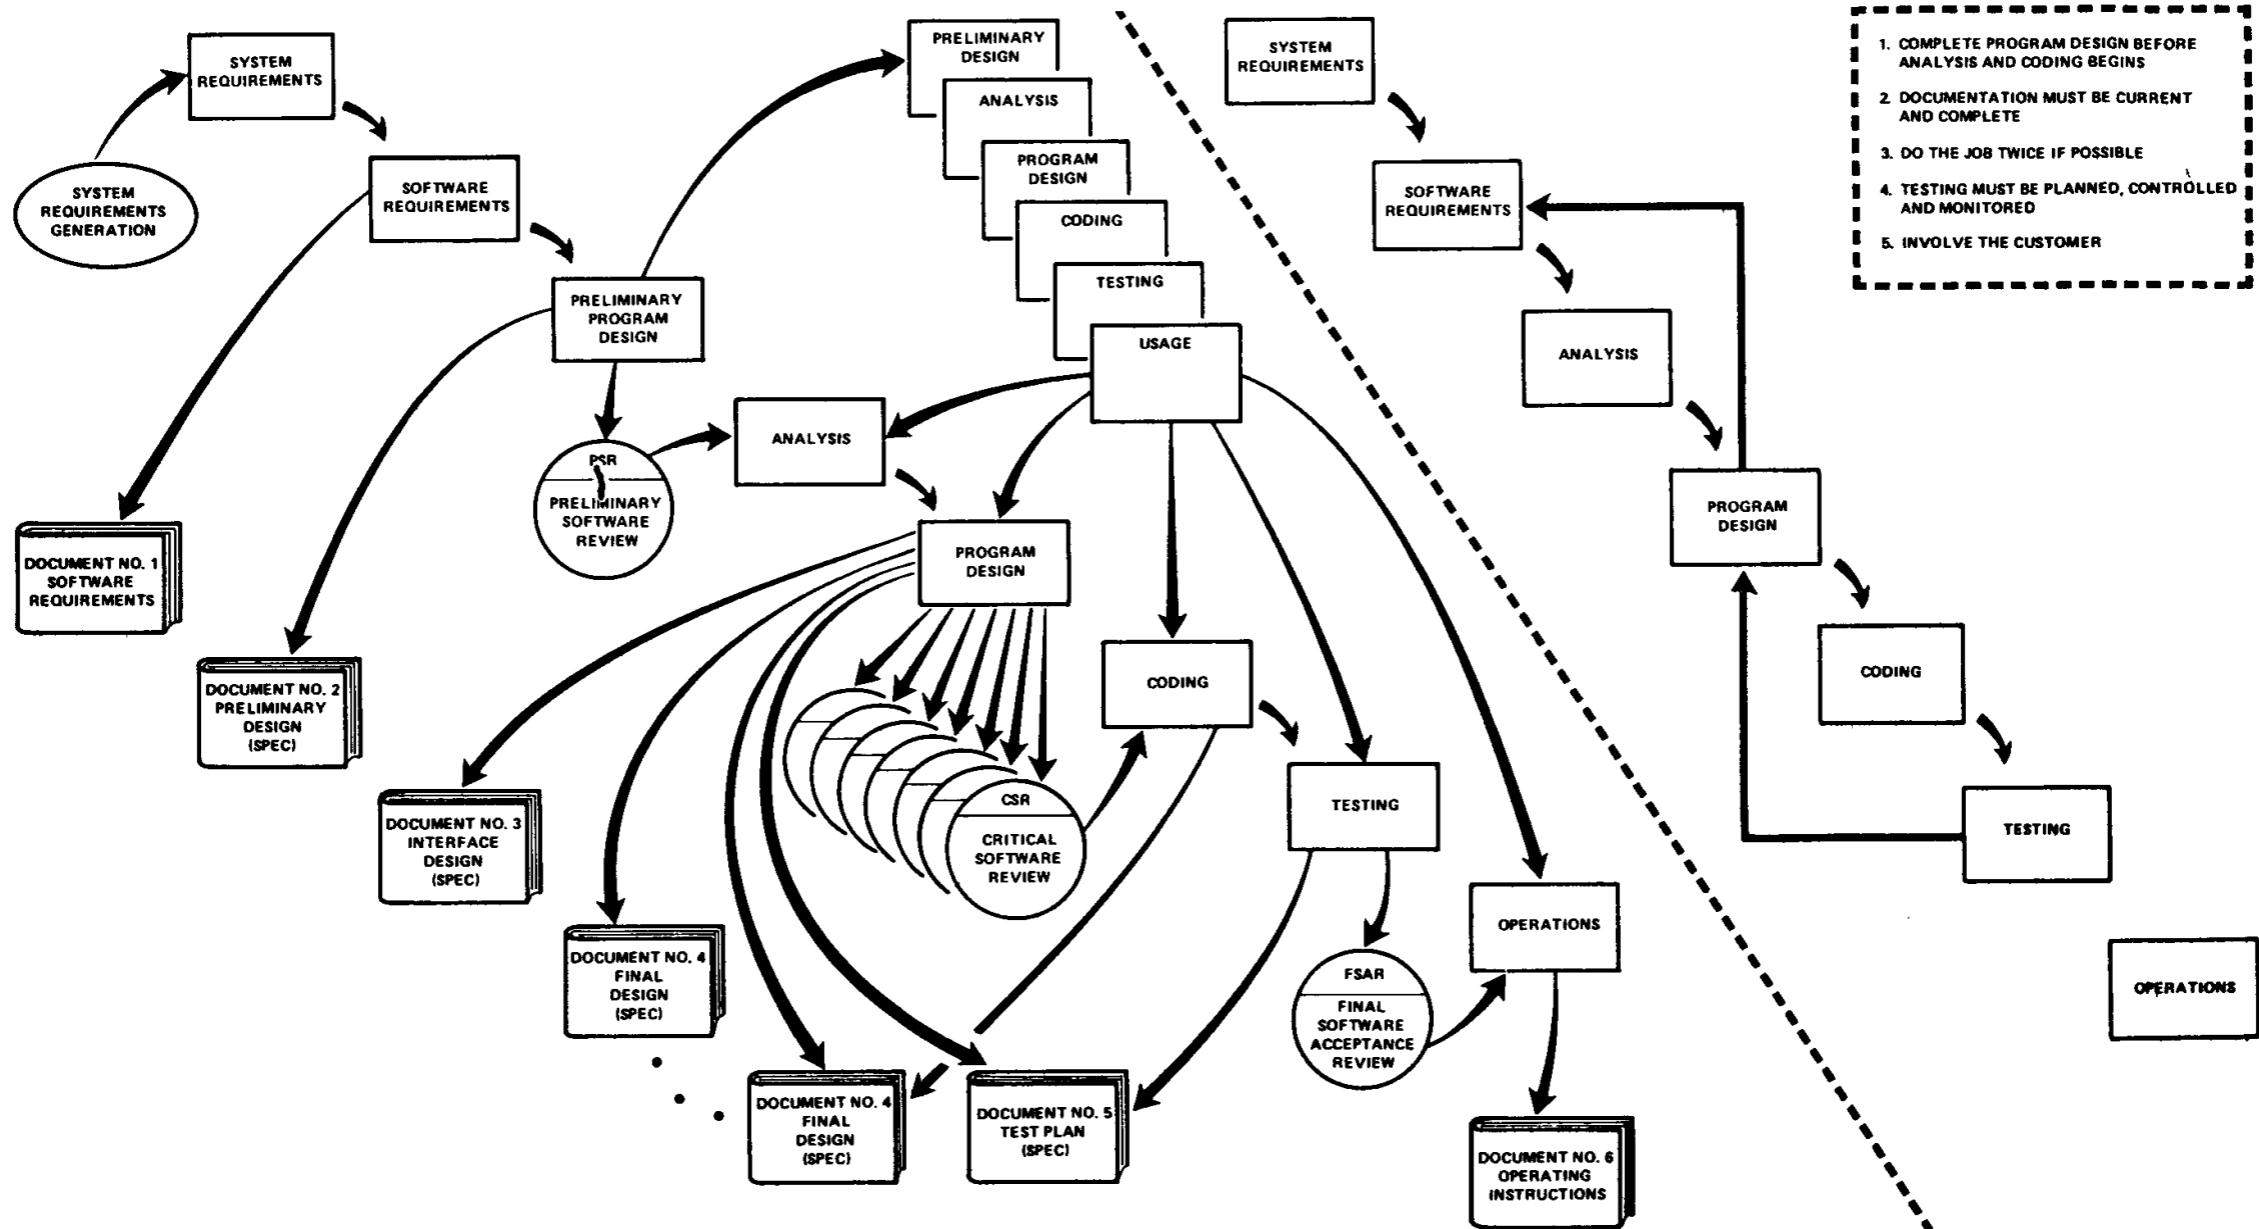 SYSTEM
REQUIREMENTS
SYSTEM
REQUIREMENTS
GENERATION
SOFTWARE
REQUIREMENTS
PRELIMINARY
PROGRAM
DESIGN
PRELIMINARY
DESIGN
ANALYSIS
PROGRAM
DESIGN
CODING
TESTING
USAGE
PSR
PRELIMINARY
SOFTWARE
REVIEW
ANALYSIS
PROGRAM
DESIGN
DOCUMENT NO. 1
SOFTWARE
REQUIREMENTS
DOCUMENT NO. 2
PRELIMINARY
DESIGN
(SPEC)
DOCUMENT NO. 3
INTERFACE
DESIGN
(SPEC)
DOCUMENT NO. 4
FINAL
DESIGN
(SPEC)
DOCUMENT NO. 4
FINAL
DESIGN
(SPEC)
DOCUMENT NO. 5
TEST PLAN
(SPEC)
CSR
CRITICAL
SOFTWARE
REVIEW
CODING
TESTING
FSAR
FINAL
SOFTWARE
ACCEPTANCE
REVIEW
OPERATIONS
DOCUMENT NO. 6
OPERATING
INSTRUCTIONS
SYSTEM
REQUIREMENTS
SOFTWARE
REQUIREMENTS
ANALYSIS
PROGRAM
DESIGN
CODING
TESTING
OPERATIONS
1. COMPLETE PROGRAM DESIGN BEFORE
ANALYSIS AND CODING BEGINS
2. DOCUMENTATION MUST BE CURRENT
AND COMPLETE
3. DO THE JOB TWICE IF POSSIBLE
4. TESTING MUST BE PLANNED, CONTROLLED
AND MONITORED
5. INVOLVE THE CUSTOMER